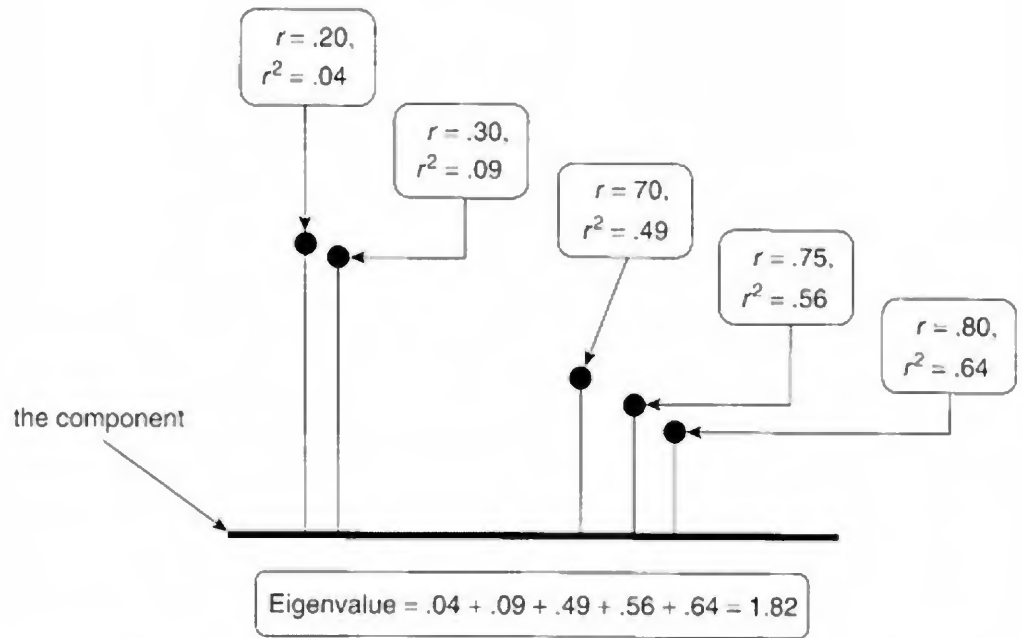 r = .20,
r² = .04
r = .30,
r² = .09
r = 70,
r² = .49
r = .75,
r² = .56
r = .80,
r² = .64
the component
Eigenvalue = .04 + .09 + .49 + .56 + .64 = 1.82